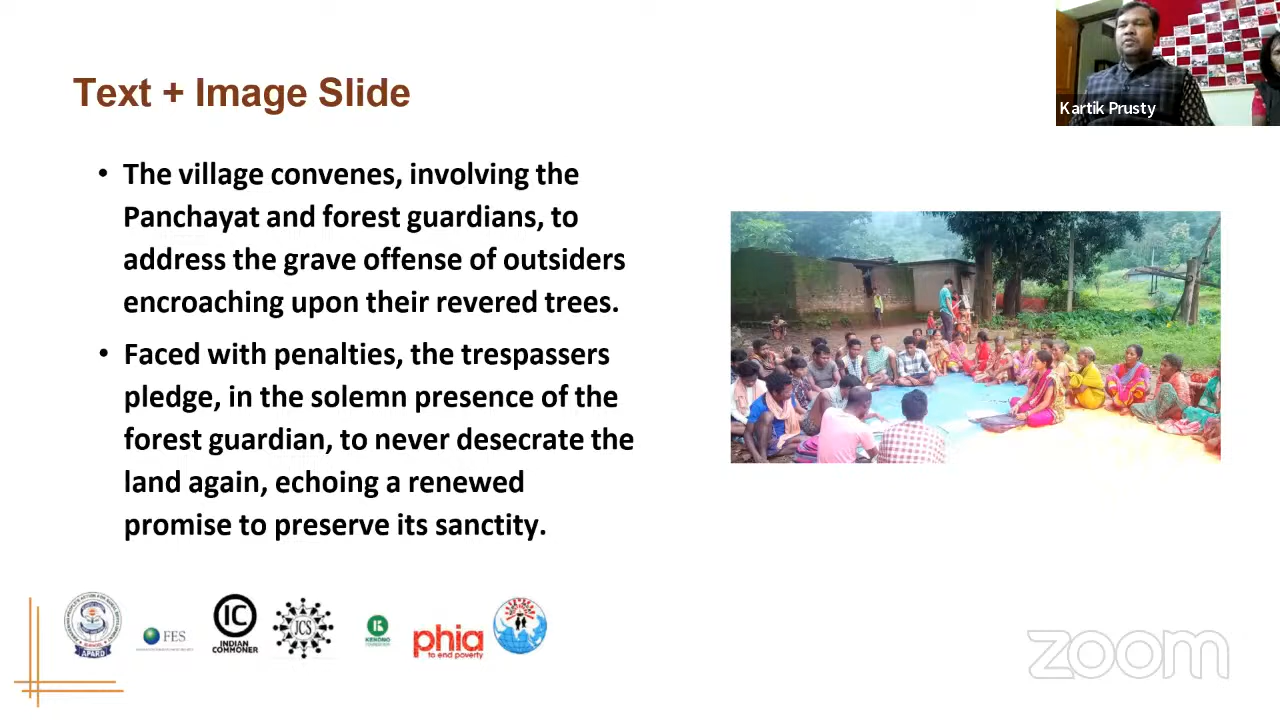 Text + Image Slide
Kartik Prusty
• The village convenes, involving the
Panchayat and forest guardians, to
address the grave offense of outsiders
encroaching upon their revered trees.
• Faced with penalties, the trespassers
pledge, in the solemn presence of the
forest guardian, to never desecrate the
land again, echoing a renewed
promise to preserve its sanctity.
APARD
FES
IC
INDIAN
COMMONER
JCS
phia
to end poverty
zoom